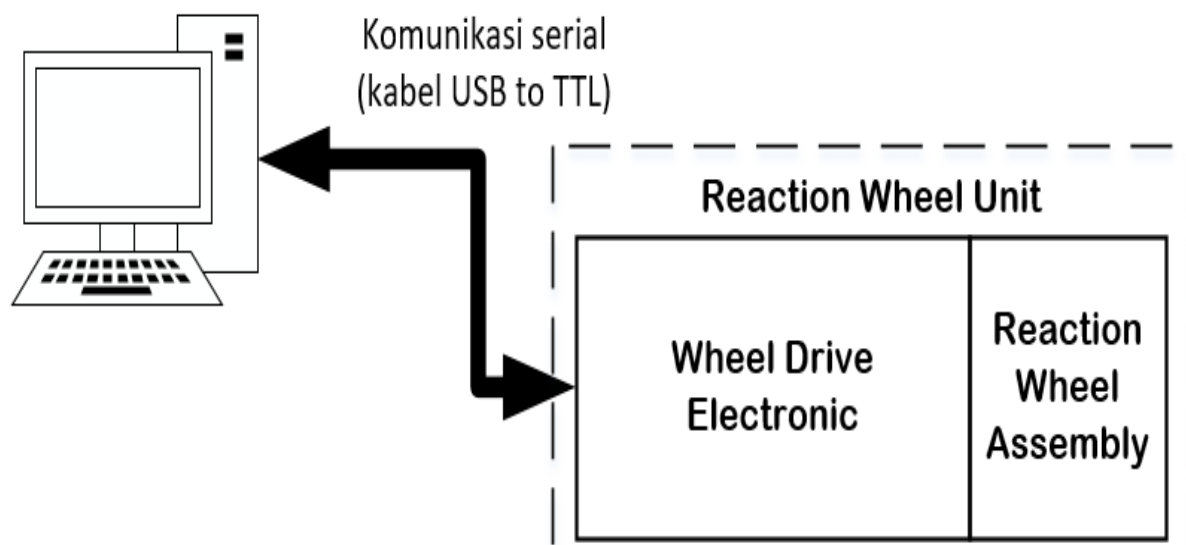 Komunikasi serial
(kabel USB to TTL)
Reaction Wheel Unit
Wheel Drive
Electronic
Reaction
Wheel
Assembly